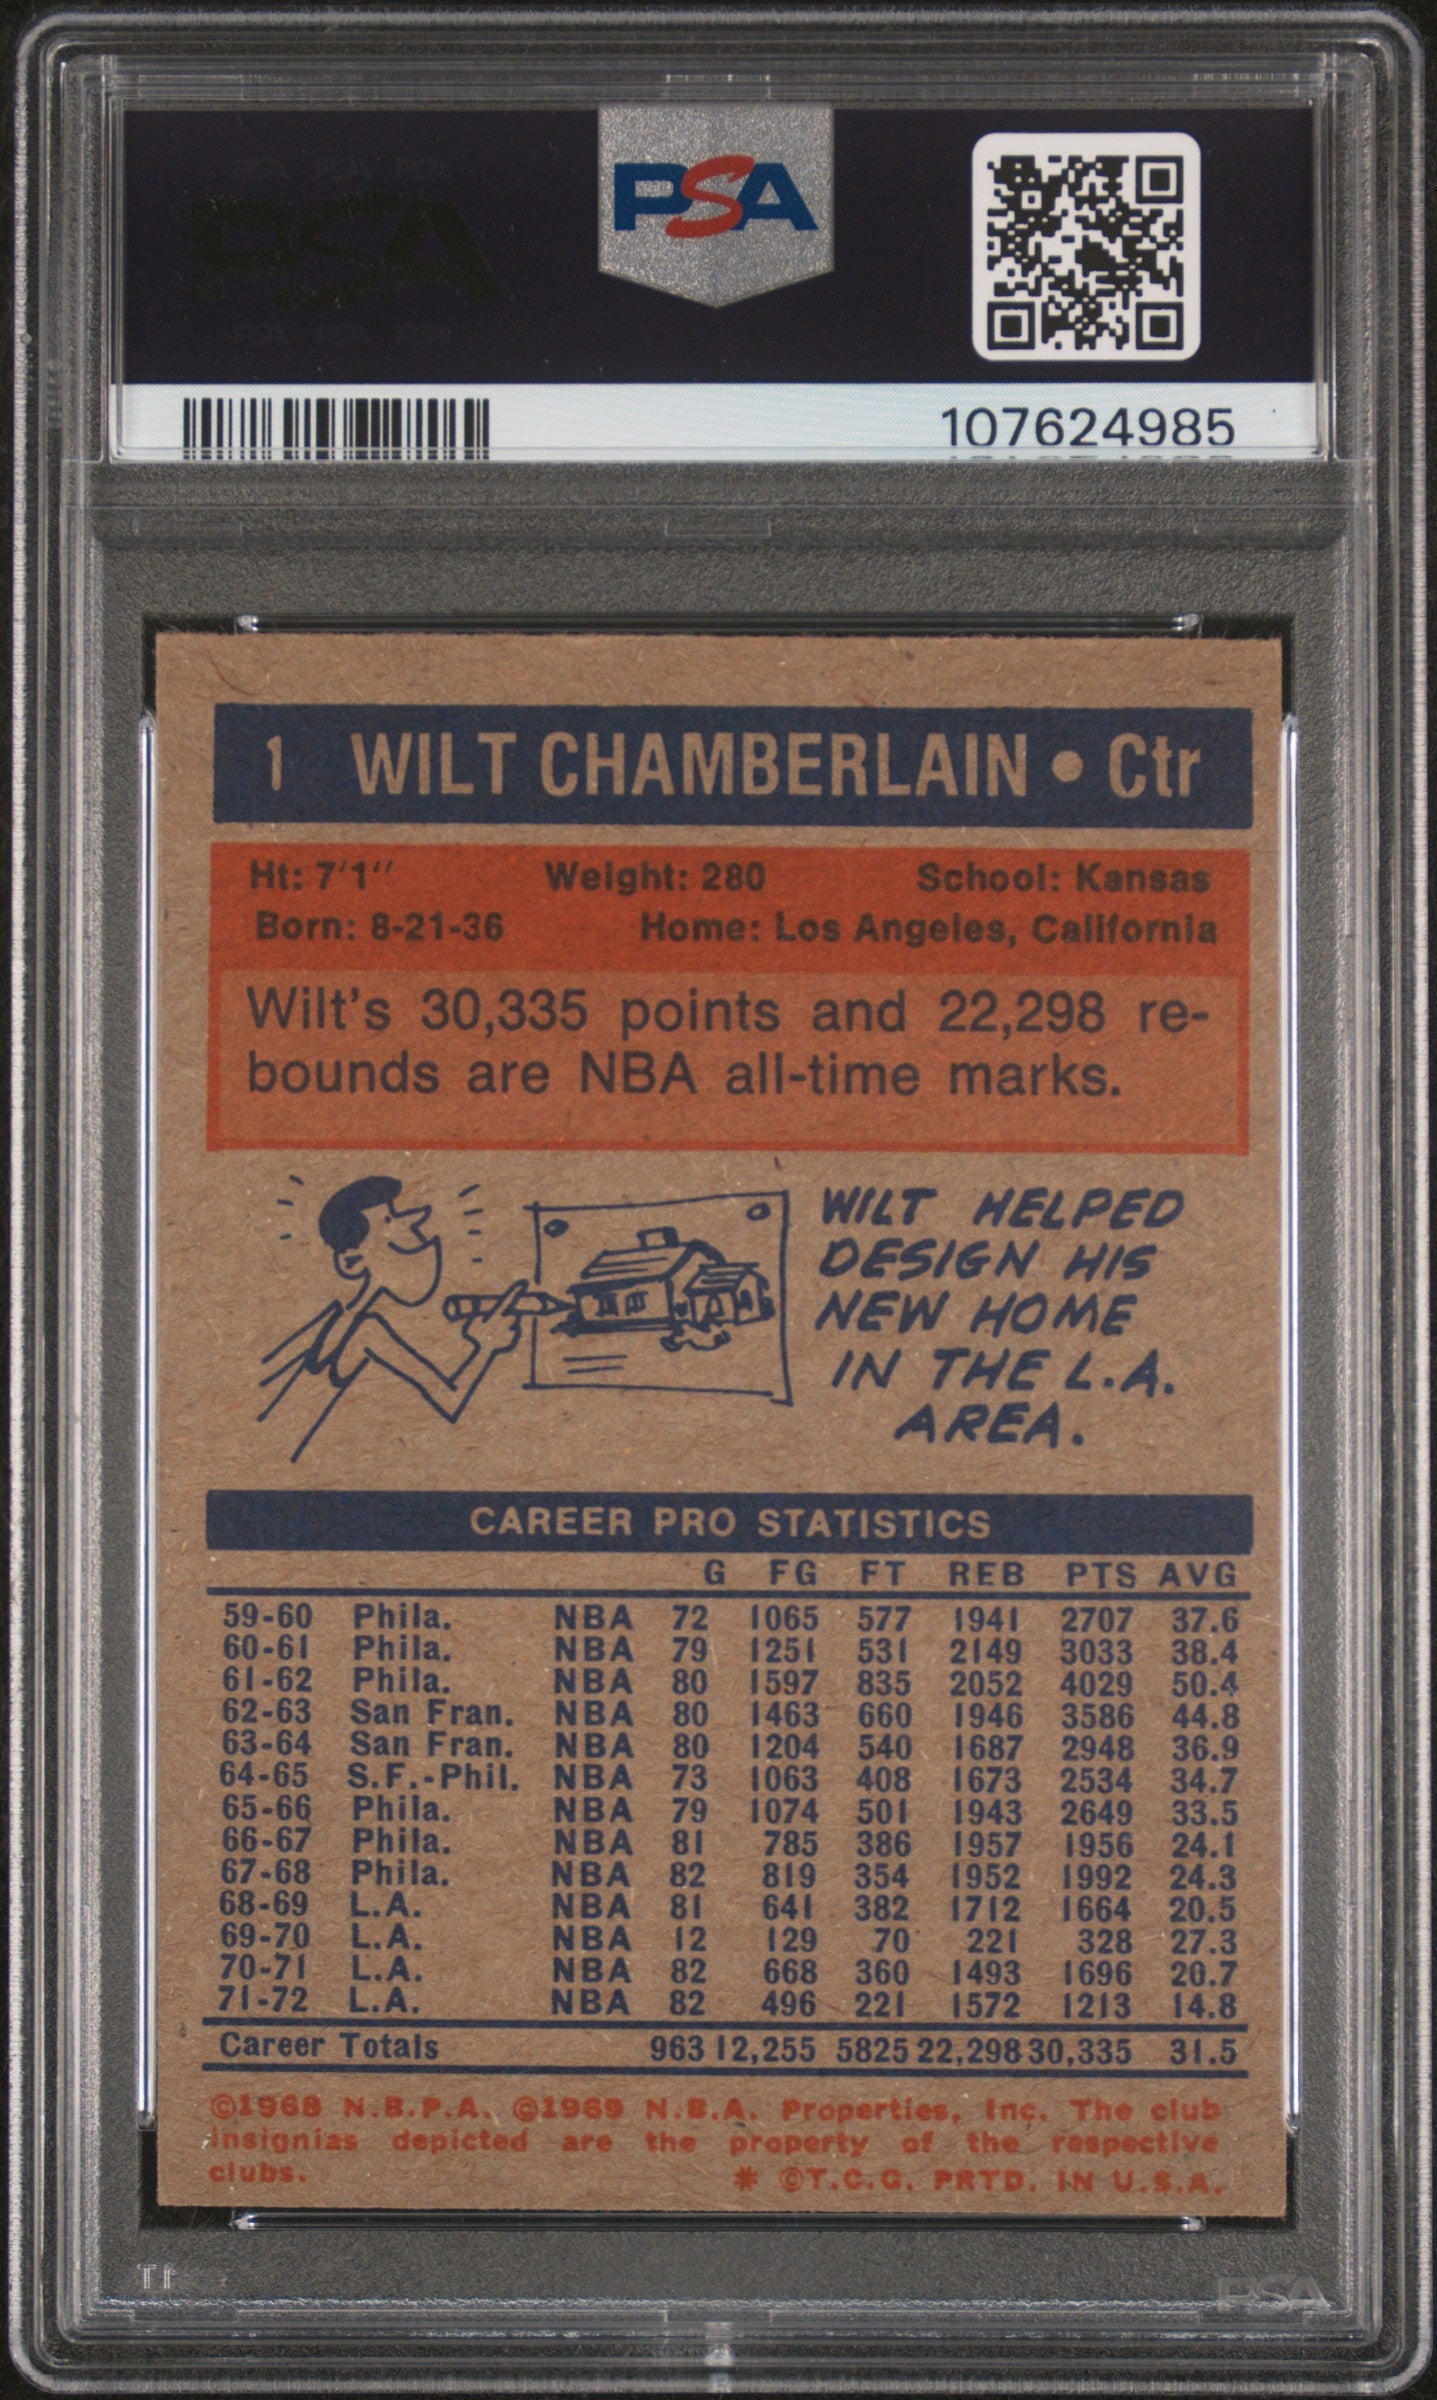 PSA
107624985
1 WILT CHAMBERLAIN • Ctr
Ht: 7'1" Weight: 280 School: Kansas
Born: 8-21-36 Home: Los Angeles, California
Wilt's 30,335 points and 22,298 re-
bounds are NBA all-time marks.
WILT HELPED
DESIGN HIS
NEW HOME
IN THE L.A.
AREA.
CAREER PRO STATISTICS
G FG FT REB PTS AVG
59-60 Phila. NBA 72 1065 577 1941 2707 37.6
60-61 Phila. NBA 79 1251 531 2149 3033 38.4
61-62 Phila. NBA 80 1597 835 2052 4029 50.4
62-63 San Fran. NBA 80 1463 660 1946 3586 44.8
63-64 San Fran. NBA 80 1204 540 1687 2948 36.9
64-65 S.F.-Phil. NBA 73 1063 408 1673 2534 34.7
65-66 Phila. NBA 79 1074 501 1943 2649 33.5
66-67 Phila. NBA 81 785 386 1957 1956 24.1
67-68 Phila. NBA 82 819 354 1952 1992 24.3
68-69 L.A. NBA 81 641 382 1712 1664 20.5
69-70 L.A. NBA 12 129 70 221 328 27.3
70-71 L.A. NBA 82 668 360 1493 1696 20.7
71-72 L.A. NBA 82 496 221 1572 1213 14.8
Career Totals 963 12,255 5825 22,298 30,335 31.5
©1968 N.B.P.A. ©1969 N.B.A. Properties, Inc. The club
insignias depicted are the property of the respective
clubs. * ©T.C.G. PRTD. IN U.S.A.
PSA